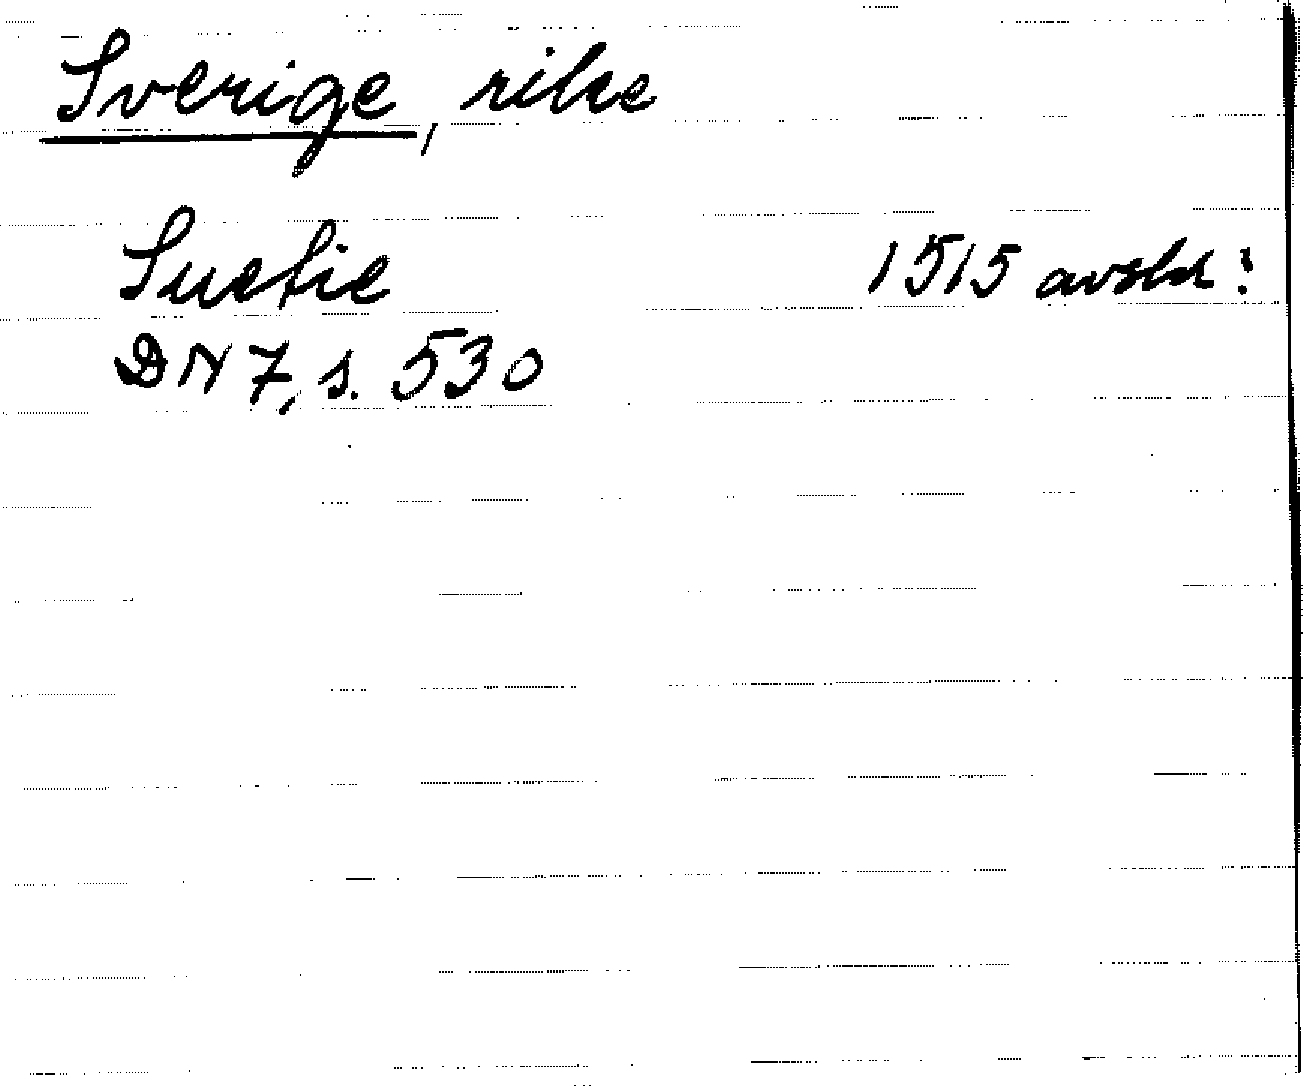 Sverige, rike
Suetie 1515 avskr:
DN 7, s. 530